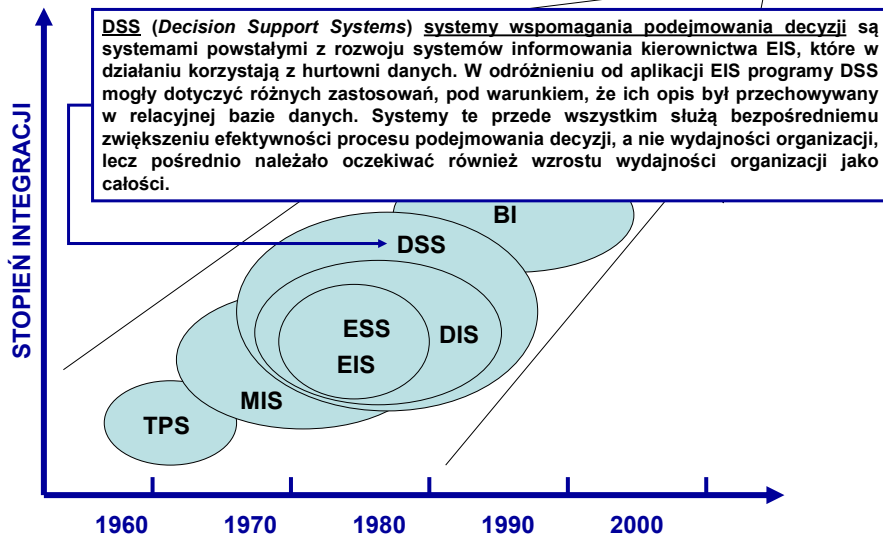 DSS (Decision Support Systems) systemy wspomagania podejmowania decyzji są
systemami powstałymi z rozwoju systemów informowania kierownictwa EIS, które w
działaniu korzystają z hurtowni danych. W odróżnieniu od aplikacji EIS programy DSS
mogły dotyczyć różnych zastosowań, pod warunkiem, że ich opis był przechowywany
w relacyjnej bazie danych. Systemy te przede wszystkim służą bezpośredniemu
zwiększeniu efektywności procesu podejmowania decyzji, a nie wydajności organizacji,
lecz pośrednio należało oczekiwać również wzrostu wydajności organizacji jako
całości.
STOPIEŃ INTEGRACJI
BI
DSS
ESS
DIS
EIS
MIS
TPS
1960 1970 1980 1990 2000